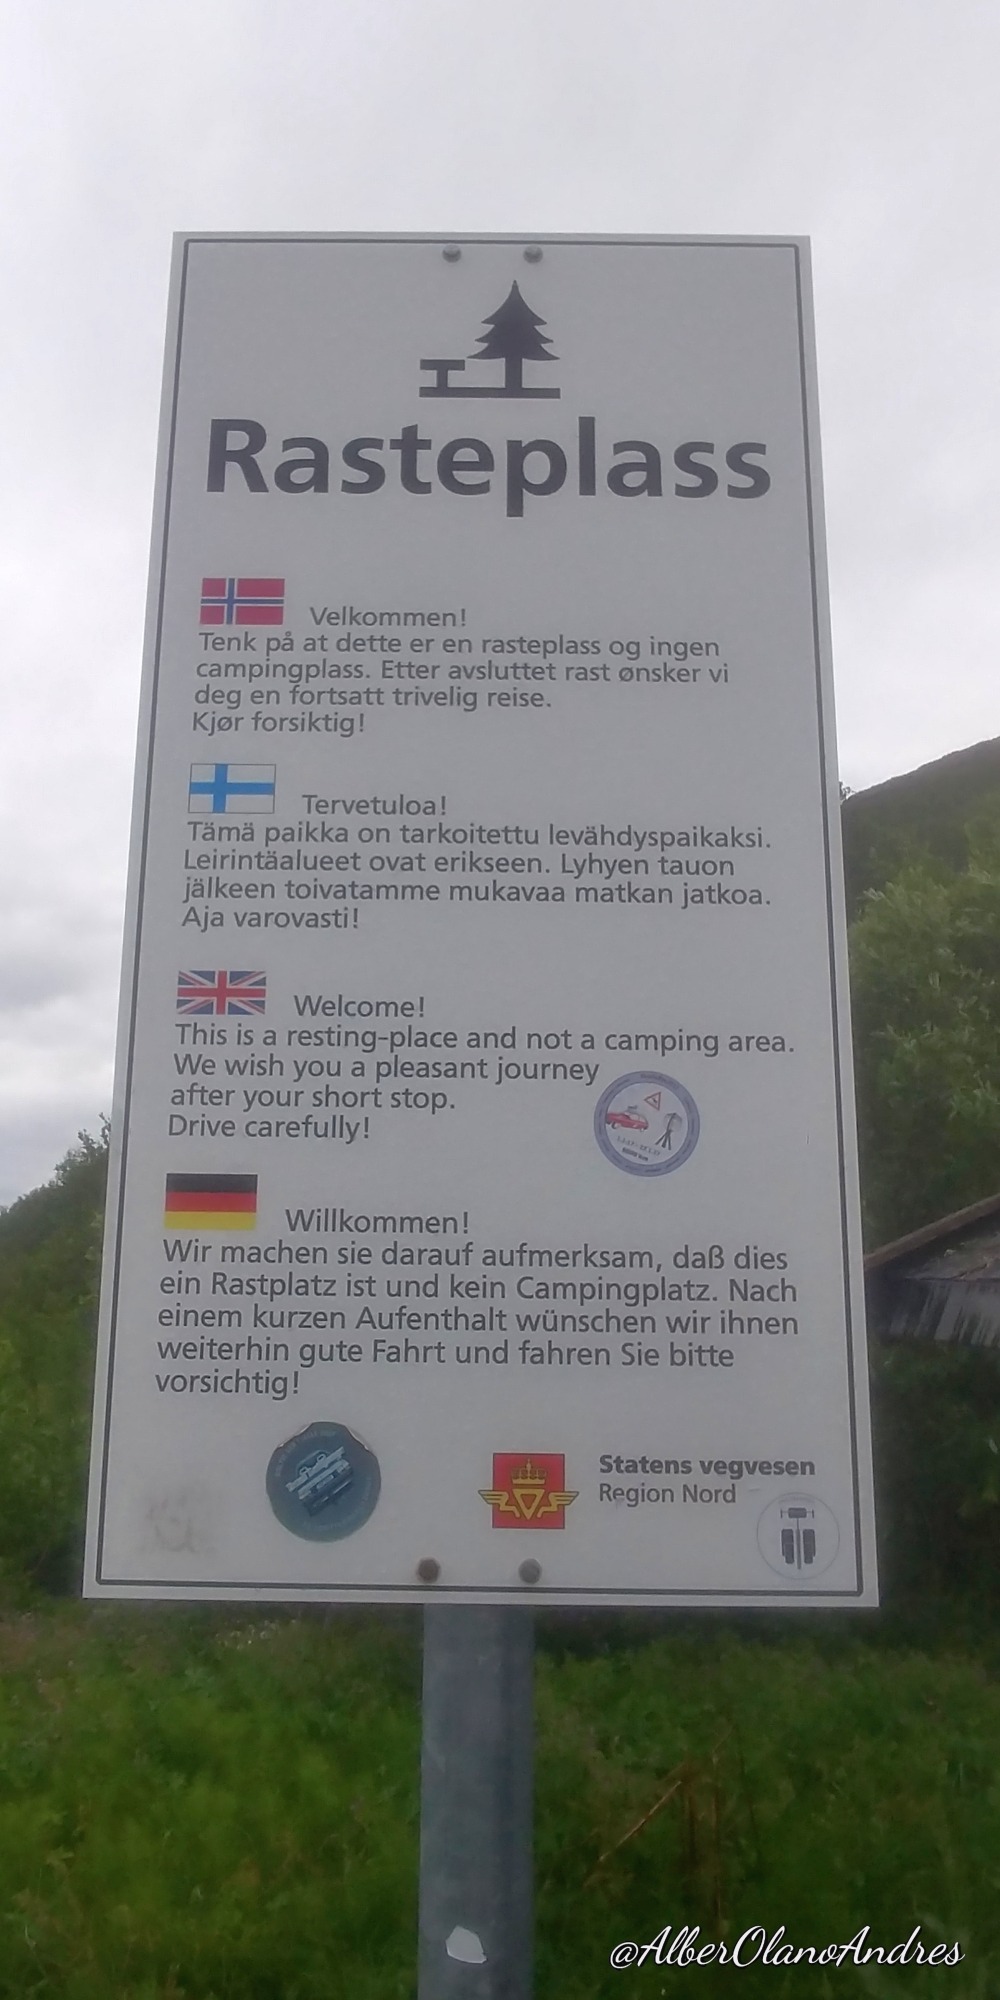 Rasteplass
Velkommen!
Tenk på at dette er en rasteplass og ingen
campingplass. Etter avsluttet rast ønsker vi
deg en fortsatt trivelig reise.
Kjør forsiktig!
Tervetuloa!
Tämä paikka on tarkoitettu levähdyspaikaksi.
Leirintäalueet ovat erikseen. Lyhyen tauon
jälkeen toivatamme mukavaa matkan jatkoa.
Aja varovasti!
Welcome!
This is a resting-place and not a camping area.
We wish you a pleasant journey
after your short stop.
Drive carefully!
Willkommen!
Wir machen sie darauf aufmerksam, daß dies
ein Rastplatz ist und kein Campingplatz. Nach
einem kurzen Aufenthalt wünschen wir ihnen
weiterhin gute Fahrt und fahren Sie bitte
vorsichtig!
Statens vegvesen
Region Nord
@AlberOlanoAndres